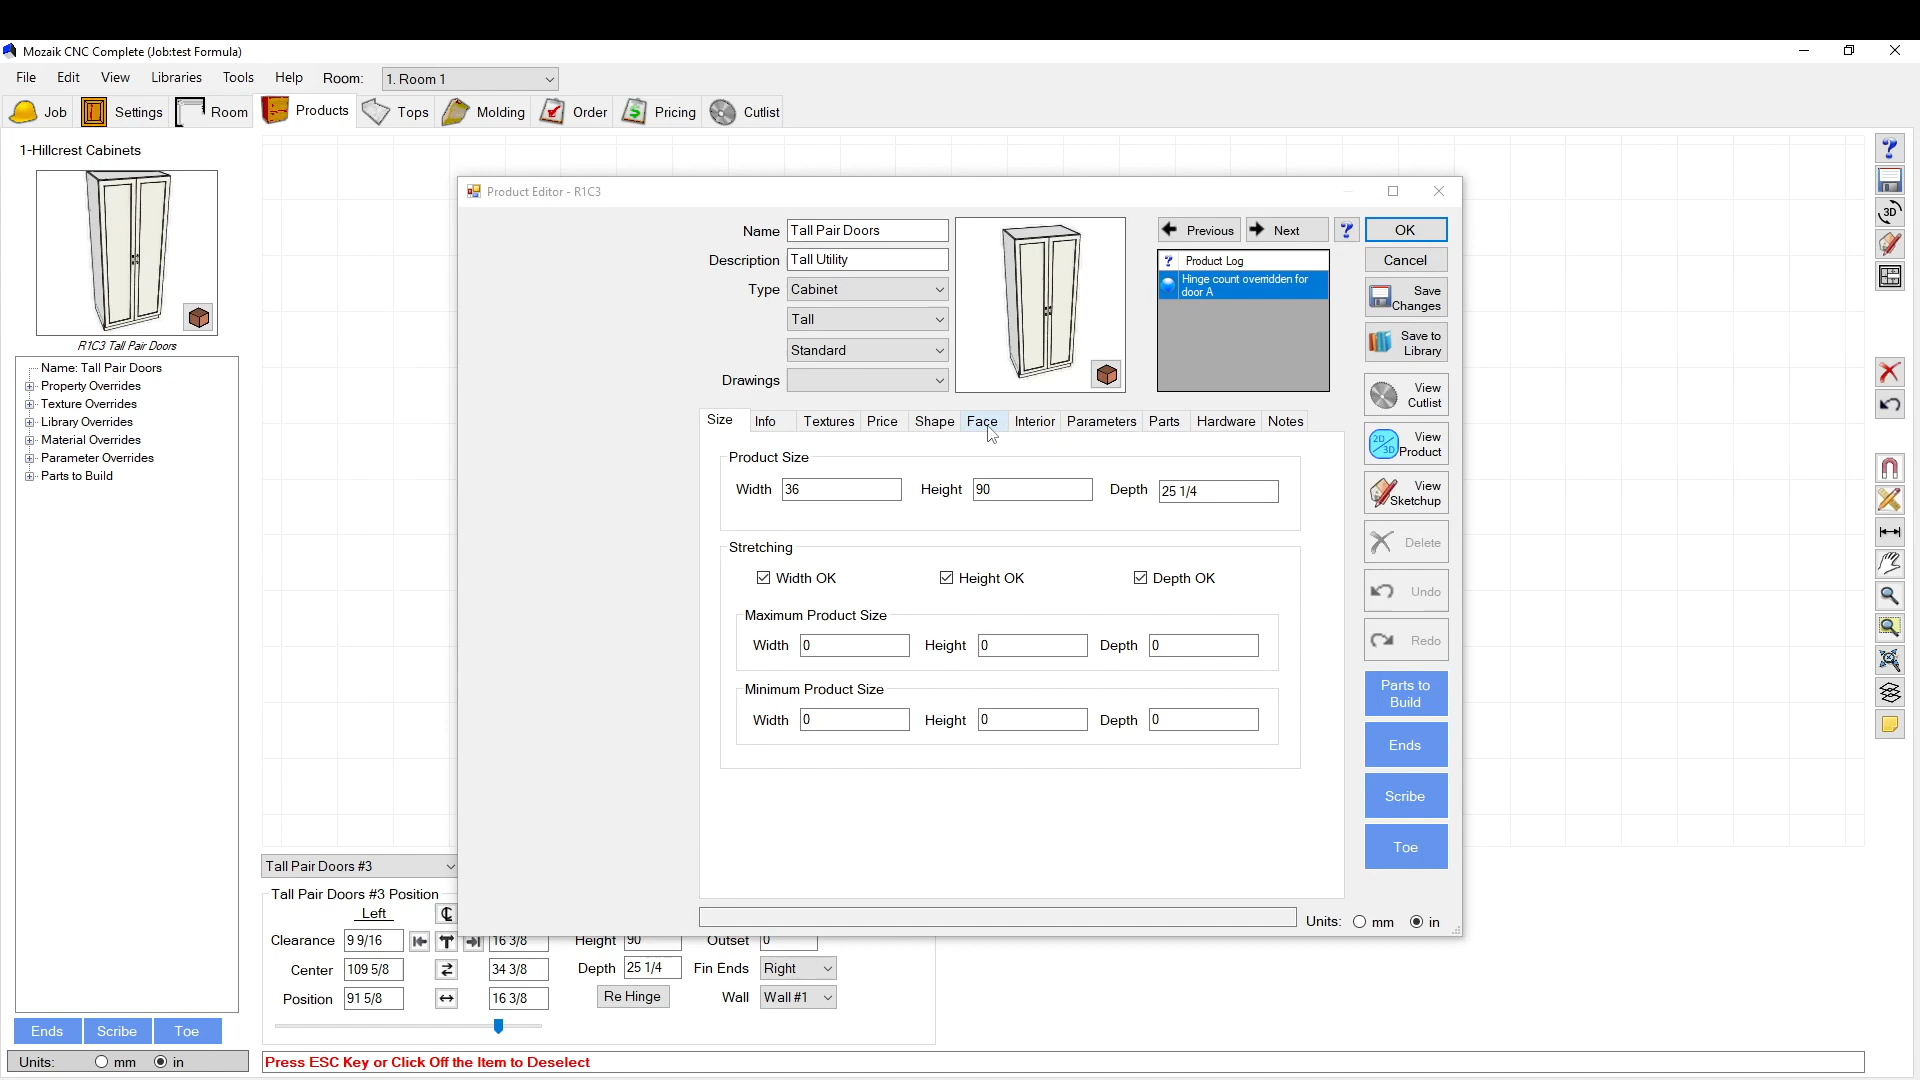 Mozaik CNC Complete (Job:test Formula)
File Edit View Libraries Tools Help Room: 1. Room 1
Job Settings Room Products Tops Molding Order Pricing Cutlist
1-Hillcrest Cabinets
R1C3 Tall Pair Doors
Name: Tall Pair Doors
Property Overrides
Texture Overrides
Library Overrides
Material Overrides
Parameter Overrides
Parts to Build
Ends Scribe Toe
Units: mm in
Product Editor - R1C3
Name Tall Pair Doors
Description Tall Utility
Type Cabinet
Tall
Standard
Drawings
Previous Next ? OK
? Product Log
Hinge count overridden for
door A
Cancel
Save
Changes
Save to
Library
View
Cutlist
2D/3D View
Product
View
Sketchup
Delete
Undo
Redo
Parts to
Build
Ends
Scribe
Toe
Size Info Textures Price Shape Face Interior Parameters Parts Hardware Notes
Product Size
Width 36 Height 90 Depth 25 1/4
Stretching
Width OK Height OK Depth OK
Maximum Product Size
Width 0 Height 0 Depth 0
Minimum Product Size
Width 0 Height 0 Depth 0
Units: mm in
Tall Pair Doors #3
Tall Pair Doors #3 Position
Left
Clearance 9 9/16 16 3/8 Height 90 Outset 0
Center 109 5/8 34 3/8 Depth 25 1/4 Fin Ends Right
Position 91 5/8 16 3/8 Re Hinge Wall Wall #1
Press ESC Key or Click Off the Item to Deselect
?
3D